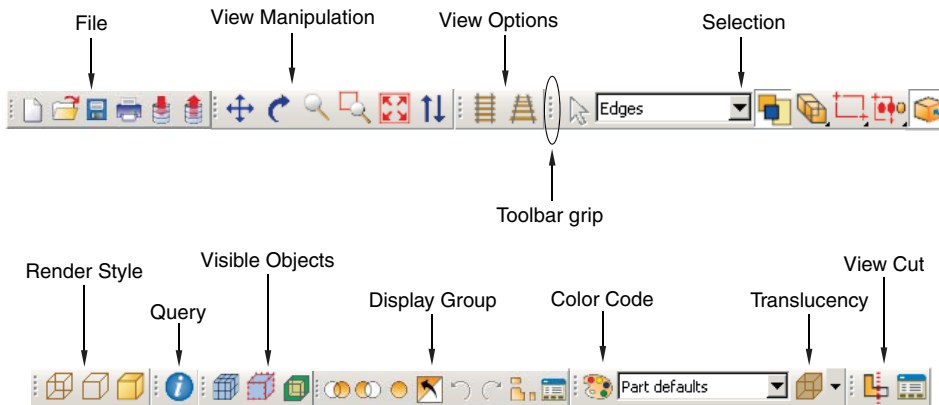 File
View Manipulation
View Options
Selection
Edges
Toolbar grip
Render Style
Query
Visible Objects
Display Group
Color Code
Translucency
View Cut
Part defaults